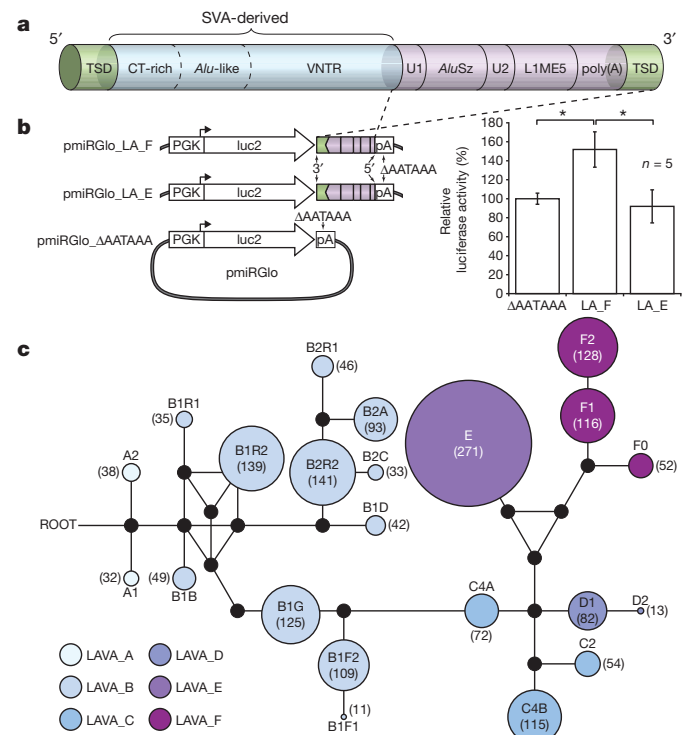 a
SVA-derived
5′
3′
TSD
CT-rich
Alu-like
VNTR
U1
AluSz
U2
L1ME5
poly(A)
TSD
b
pmiRGlo_LA_F
PGK
luc2
pA
3′
5′
ΔAATAAA
pmiRGlo_LA_E
PGK
luc2
pA
ΔAATAAA
pmiRGlo_ΔAATAAA
PGK
luc2
pA
pmiRGlo
Relative
luciferase activity (%)
180
160
140
120
100
80
60
40
20
0
*
*
n = 5
ΔAATAAA
LA_F
LA_E
c
ROOT
A2
(38)
(32)
A1
B1R1
(35)
(49)
B1B
B1R2
(139)
B2R1
(46)
B2A
(93)
B2R2
(141)
B2C
(33)
B1D
(42)
B1G
(125)
B1F2
(109)
(11)
B1F1
E
(271)
F2
(128)
F1
(116)
F0
(52)
C4A
(72)
D1
(82)
D2
(13)
C2
(54)
C4B
(115)
LAVA_A
LAVA_B
LAVA_C
LAVA_D
LAVA_E
LAVA_F